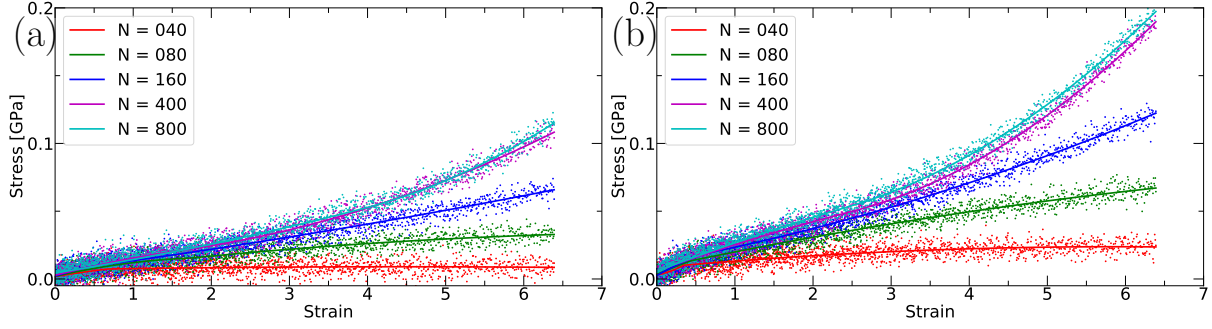 (a)
0.2
0.1
0.0
Stress [GPa]
N = 040
N = 080
N = 160
N = 400
N = 800
0 1 2 3 4 5 6 7
Strain
(b)
0.2
0.1
0.0
Stress [GPa]
N = 040
N = 080
N = 160
N = 400
N = 800
0 1 2 3 4 5 6 7
Strain